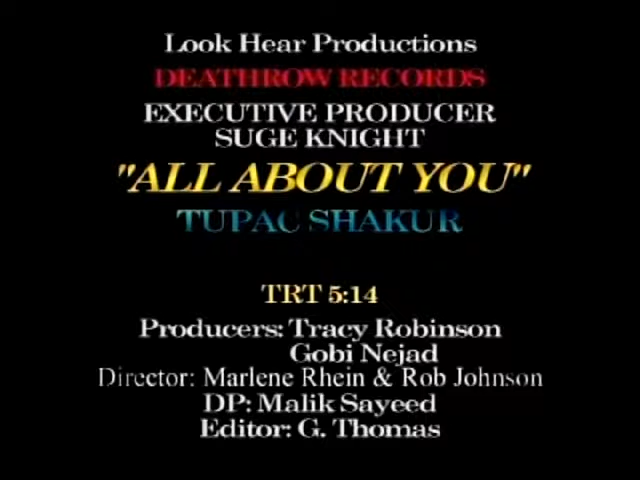 Look Hear Productions
DEATHROW RECORDS
EXECUTIVE PRODUCER
SUGE KNIGHT
"ALL ABOUT YOU"
TUPAC SHAKUR
TRT 5:14
Producers: Tracy Robinson
Gobi Nejad
Director: Marlene Rhein & Rob Johnson
DP: Malik Sayeed
Editor: G. Thomas